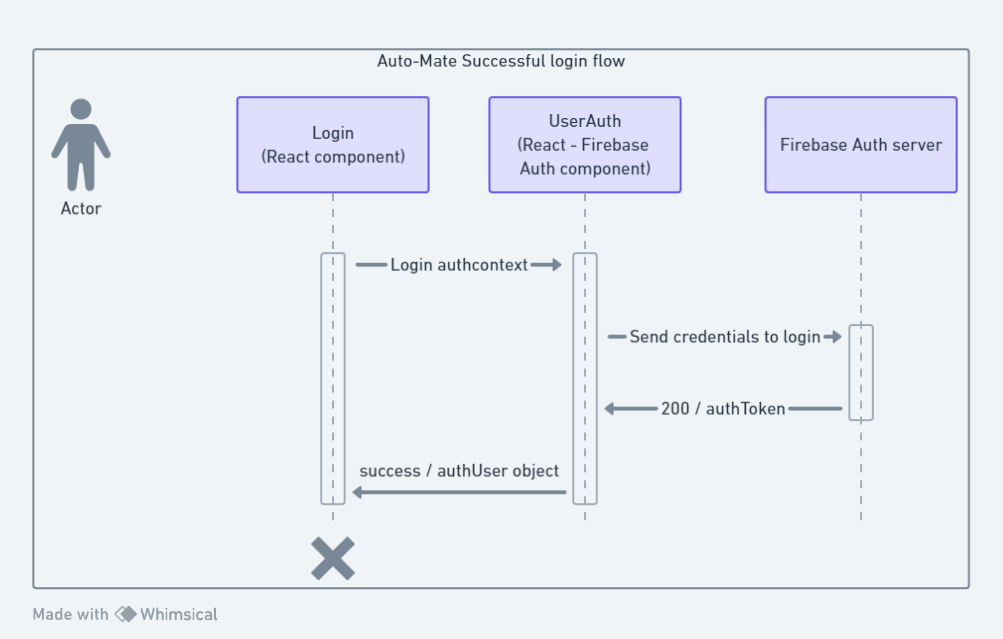 Auto-Mate Successful login flow
Login
(React component)
UserAuth
(React - Firebase
Auth component)
Firebase Auth server
Actor
Login authcontext
Send credentials to login
200 / authToken
success / authUser object
Made with Whimsical